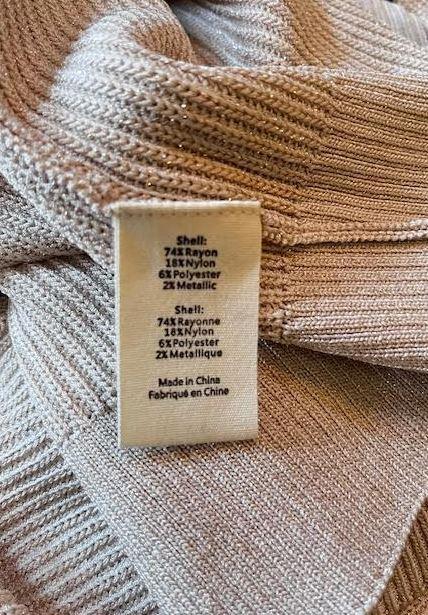 Shell:
74%Rayon
18%Nylon
6%Polyester
2%Metallic
Shell:
74%Rayonne
18%Nylon
6%Polyester
2%Metallique
Made in China
Fabriqué en Chine